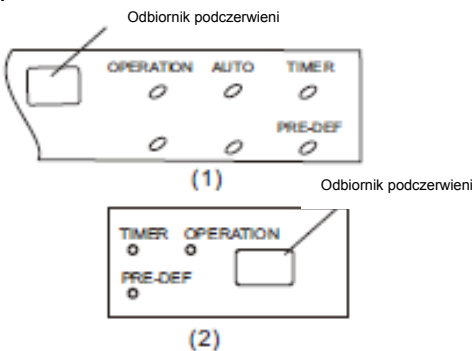 Odbiornik podczerwieni
OPERATION AUTO TIMER
PRE-DEF
(1)
Odbiornik podczerwieni
TIMER OPERATION
PRE-DEF
(2)